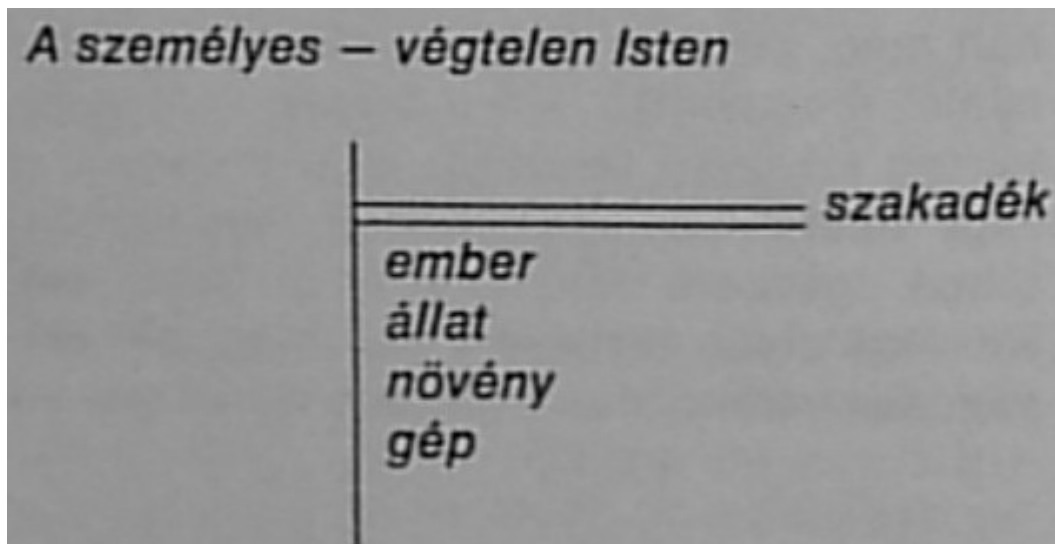 A személyes – végtelen Isten
szakadék
ember
állat
növény
gép